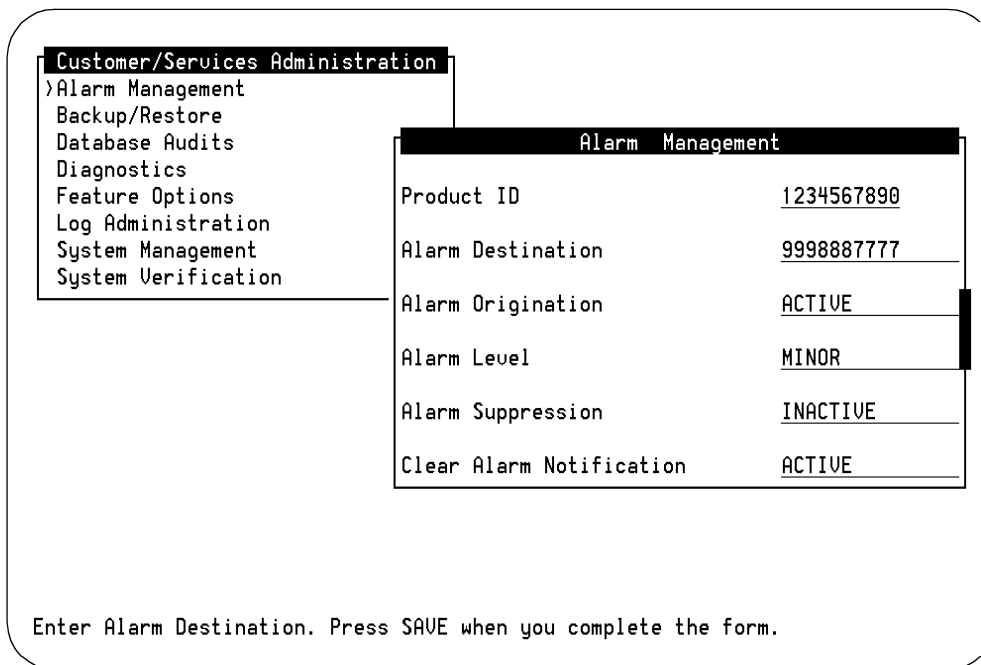 Customer/Services Administration
>Alarm Management
Backup/Restore
Database Audits
Diagnostics
Feature Options
Log Administration
System Management
System Verification
Alarm Management
Product ID 1234567890
Alarm Destination 9998887777
Alarm Origination ACTIVE
Alarm Level MINOR
Alarm Suppression INACTIVE
Clear Alarm Notification ACTIVE
Enter Alarm Destination. Press SAVE when you complete the form.